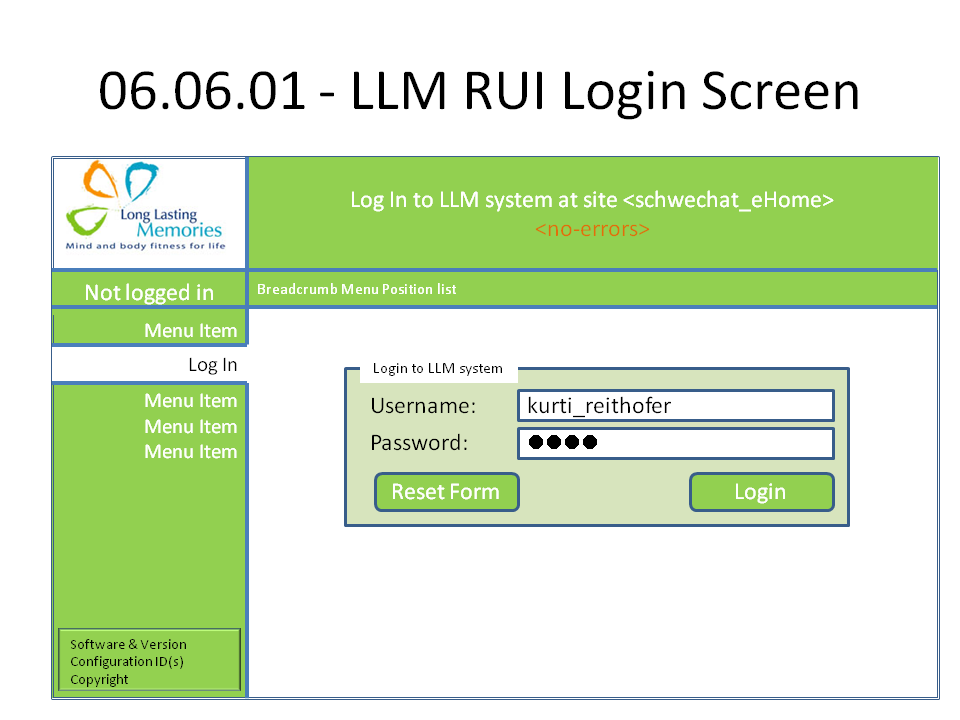 06.06.01 - LLM RUI Login Screen
Long Lasting
Memories
Mind and body fitness for life
Log In to LLM system at site <schwechat_eHome>
<no-errors>
Not logged in
Breadcrumb Menu Position list
Menu Item
Log In
Menu Item
Menu Item
Menu Item
Login to LLM system
Username: kurti_reithofer
Password: ●●●●
Reset Form Login
Software & Version
Configuration ID(s)
Copyright